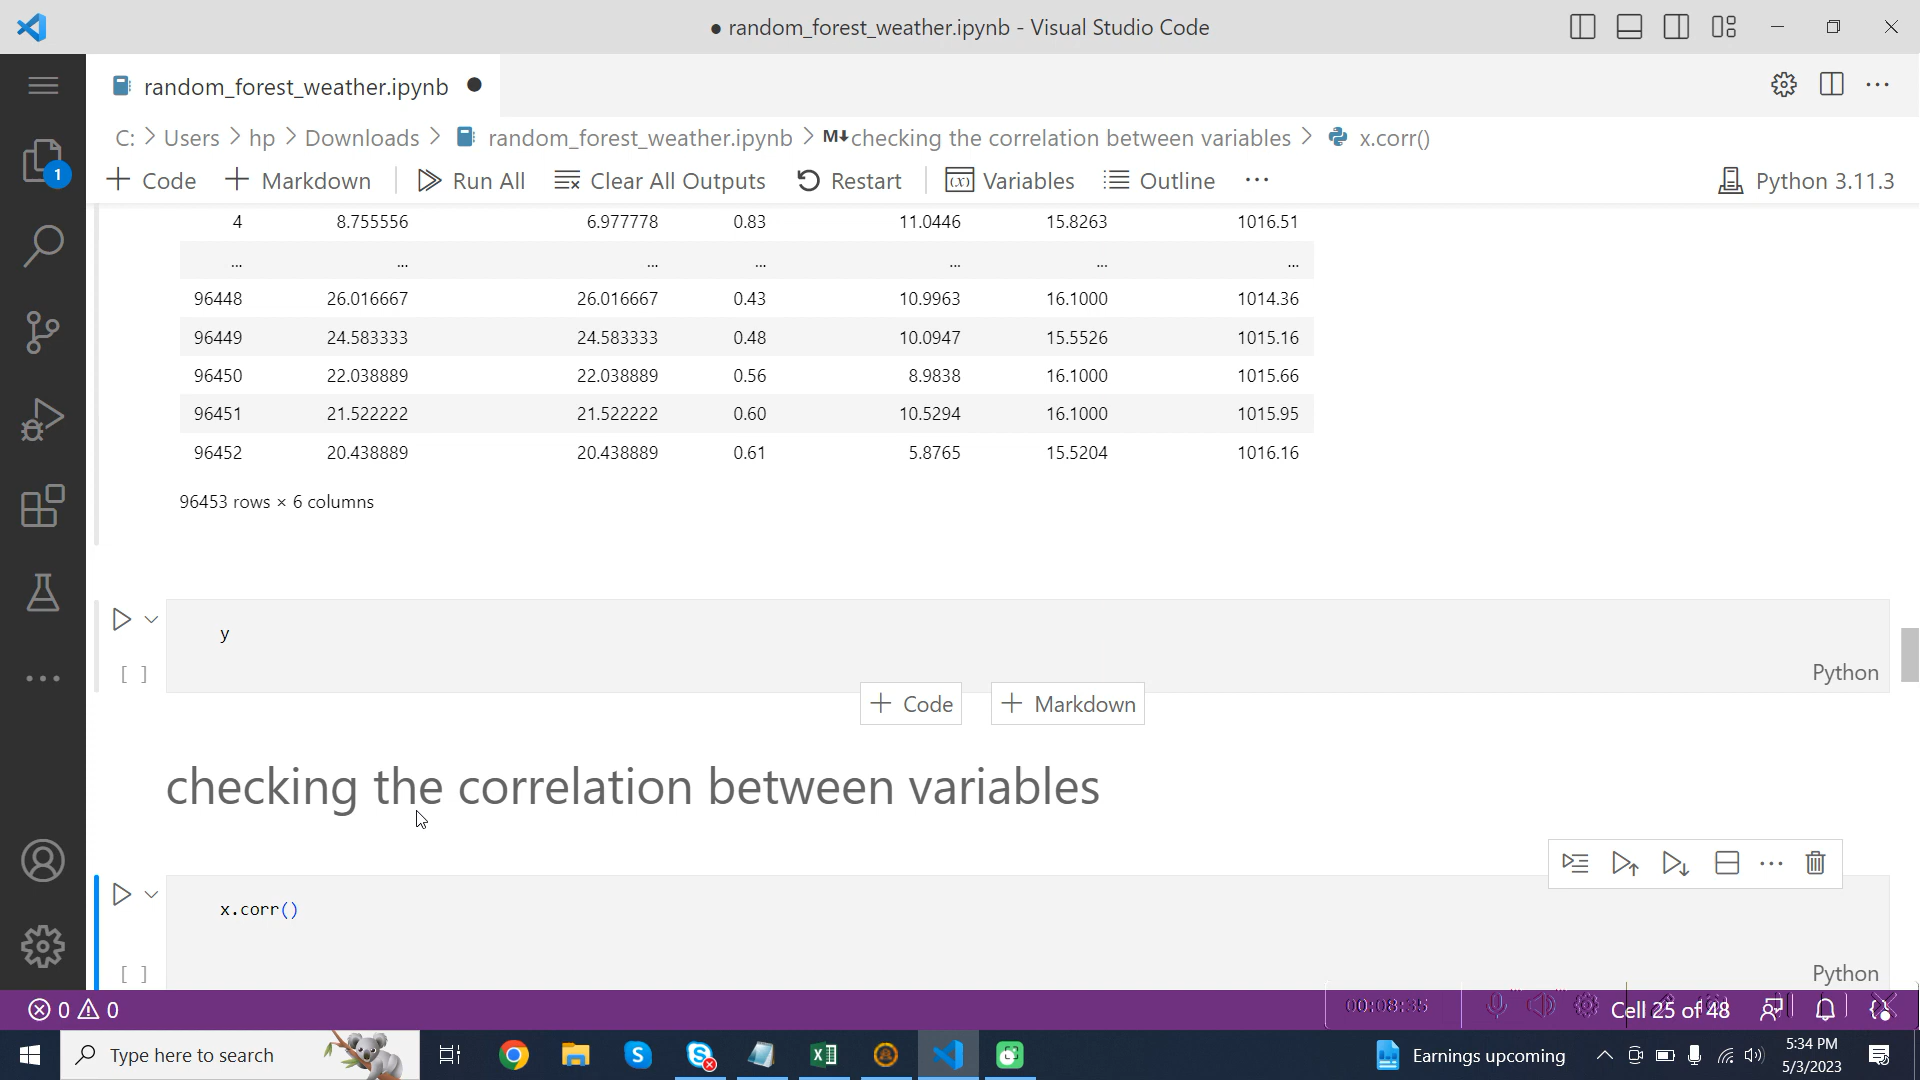 ● random_forest_weather.ipynb - Visual Studio Code
random_forest_weather.ipynb ●
C: > Users > hp > Downloads > random_forest_weather.ipynb > M↓checking the correlation between variables > x.corr()
+ Code + Markdown Run All Clear All Outputs Restart (x) Variables Outline ... Python 3.11.3
4 8.755556 6.977778 0.83 11.0446 15.8263 1016.51
... ... ... ... ... ... ...
96448 26.016667 26.016667 0.43 10.9963 16.1000 1014.36
96449 24.583333 24.583333 0.48 10.0947 15.5526 1015.16
96450 22.038889 22.038889 0.56 8.9838 16.1000 1015.66
96451 21.522222 21.522222 0.60 10.5294 16.1000 1015.95
96452 20.438889 20.438889 0.61 5.8765 15.5204 1016.16
96453 rows × 6 columns
1
y
[ ]
Python
+ Code + Markdown
checking the correlation between variables
x.corr()
[ ]
Python
0 0
00:08:35
Cell 25 of 48
Type here to search
Earnings upcoming
5:34 PM
5/3/2023